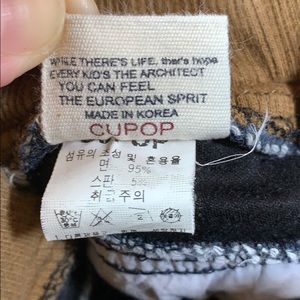 WHILE THERE'S LIFE, ther's hope
EVERY KID'S THE ARCHITECT
YOU CAN FEEL
THE EUROPEAN SPRIT
MADE IN KOREA
CUPOP
섬유의 조성 및 혼용율
면 95%
스판 5%
취급주의